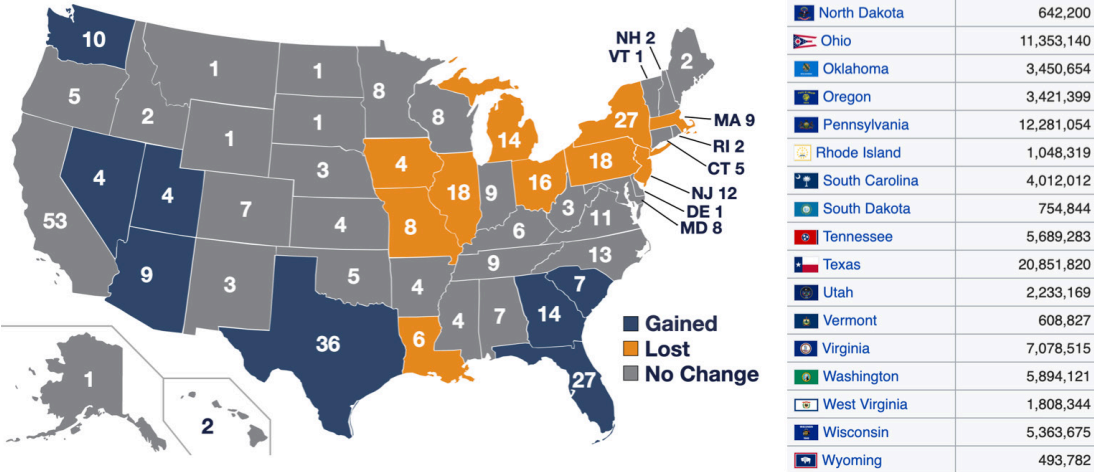 10
NH 2
VT 1
2
1
1
8
5
2
8
27
MA 9
1
1
14
RI 2
CT 5
4
3
18
18
16
9
NJ 12
4
4
DE 1
7
3
MD 8
53
4
8
6
11
13
9
9
3
5
4
7
14
4
7
6
36
27
1
2
Gained
Lost
No Change
North Dakota 642,200
Ohio 11,353,140
Oklahoma 3,450,654
Oregon 3,421,399
Pennsylvania 12,281,054
Rhode Island 1,048,319
South Carolina 4,012,012
South Dakota 754,844
Tennessee 5,689,283
Texas 20,851,820
Utah 2,233,169
Vermont 608,827
Virginia 7,078,515
Washington 5,894,121
West Virginia 1,808,344
Wisconsin 5,363,675
Wyoming 493,782